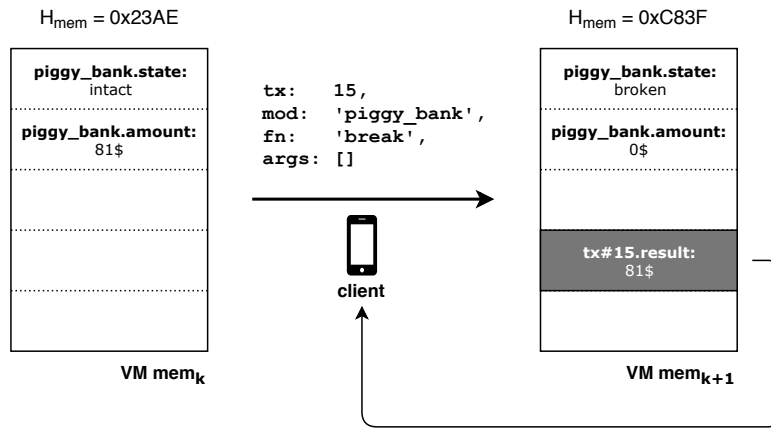 H_mem = 0x23AE
piggy_bank.state:
intact
piggy_bank.amount:
81$
VM mem_k
tx: 15,
mod: 'piggy_bank',
fn: 'break',
args: []
client
H_mem = 0xC83F
piggy_bank.state:
broken
piggy_bank.amount:
0$
tx#15.result:
81$
VM mem_k+1